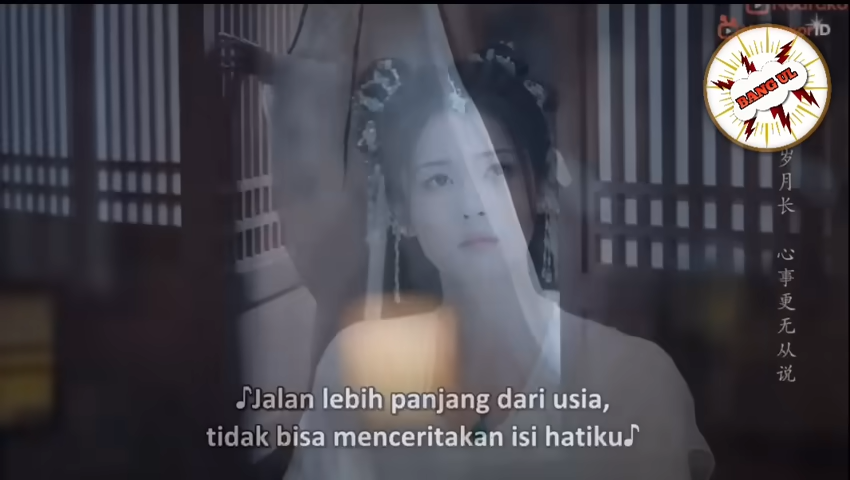 BANG UL
岁月长
心事更无从说
♪Jalan lebih panjang dari usia,
tidak bisa menceritakan isi hatiku♪